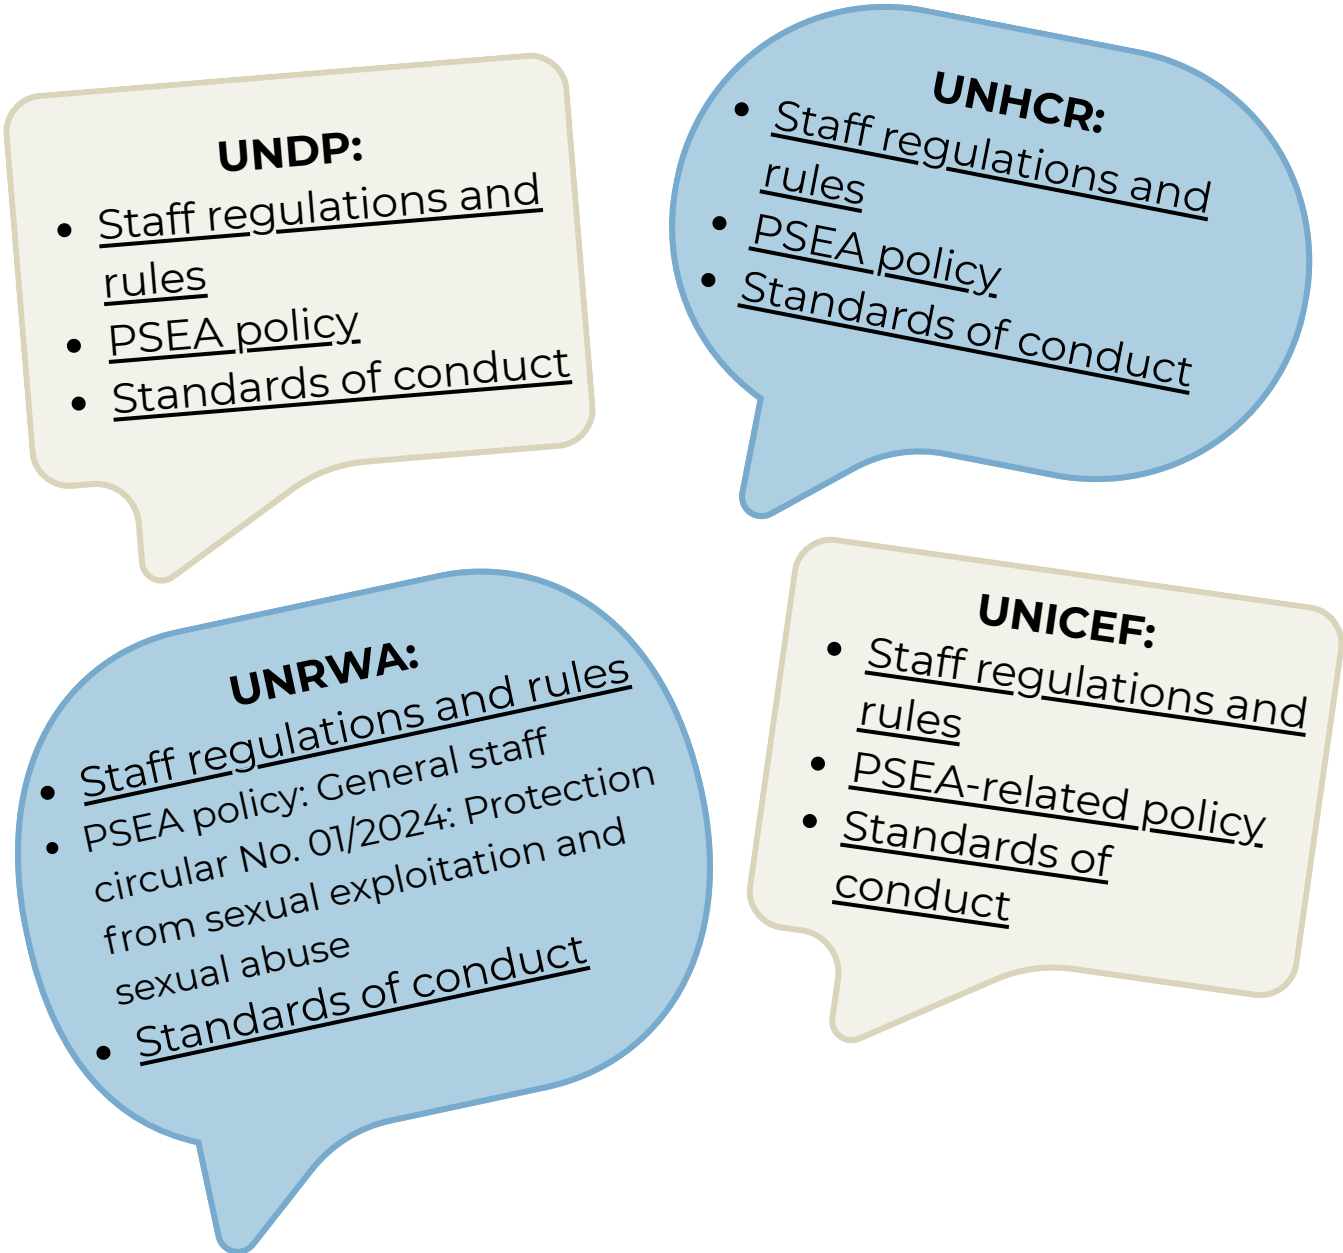 UNDP:
• Staff regulations and
rules
• PSEA policy
• Standards of conduct
UNHCR:
• Staff regulations and
rules
• PSEA policy
• Standards of conduct
UNRWA:
• Staff regulations and rules
• PSEA policy: General staff
circular No. 01/2024: Protection
from sexual exploitation and
sexual abuse
• Standards of conduct
UNICEF:
• Staff regulations and
rules
• PSEA-related policy
• Standards of
conduct